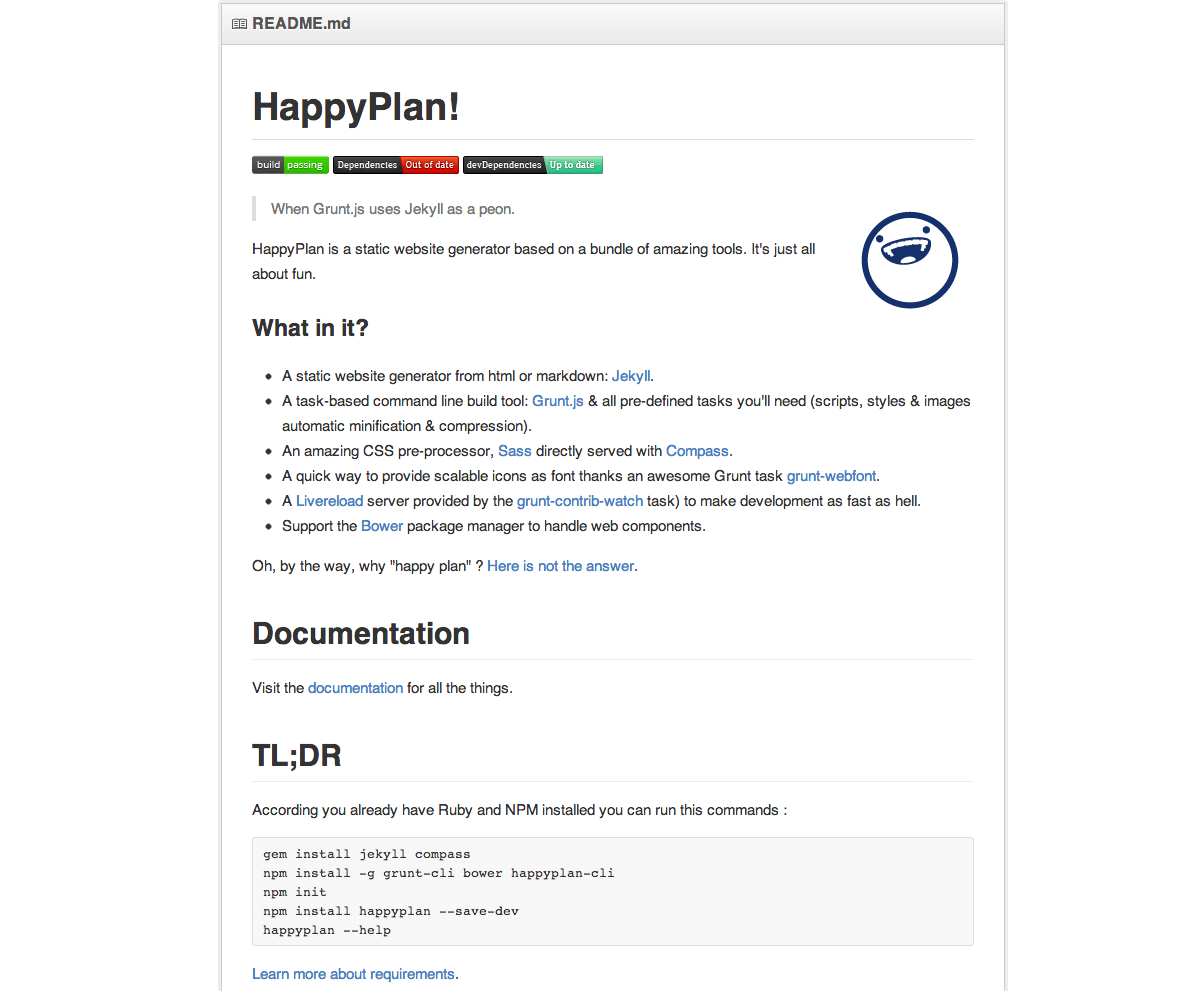 README.md
HappyPlan!
build passing Dependencies Out of date devDependencies Up to date
When Grunt.js uses Jekyll as a peon.
HappyPlan is a static website generator based on a bundle of amazing tools. It's just all
about fun.
What in it?
A static website generator from html or markdown: Jekyll.
A task-based command line build tool: Grunt.js & all pre-defined tasks you'll need (scripts, styles & images
automatic minification & compression).
An amazing CSS pre-processor, Sass directly served with Compass.
A quick way to provide scalable icons as font thanks an awesome Grunt task grunt-webfont.
A Livereload server provided by the grunt-contrib-watch task) to make development as fast as hell.
Support the Bower package manager to handle web components.
Oh, by the way, why "happy plan" ? Here is not the answer.
Documentation
Visit the documentation for all the things.
TL;DR
According you already have Ruby and NPM installed you can run this commands :
gem install jekyll compass
npm install -g grunt-cli bower happyplan-cli
npm init
npm install happyplan --save-dev
happyplan --help
Learn more about requirements.